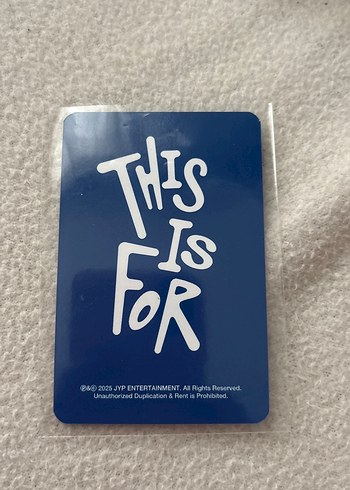 THIS
IS
FOR
℗&© 2025 JYP ENTERTAINMENT. All Rights Reserved.
Unauthorized Duplication & Rent is Prohibited.